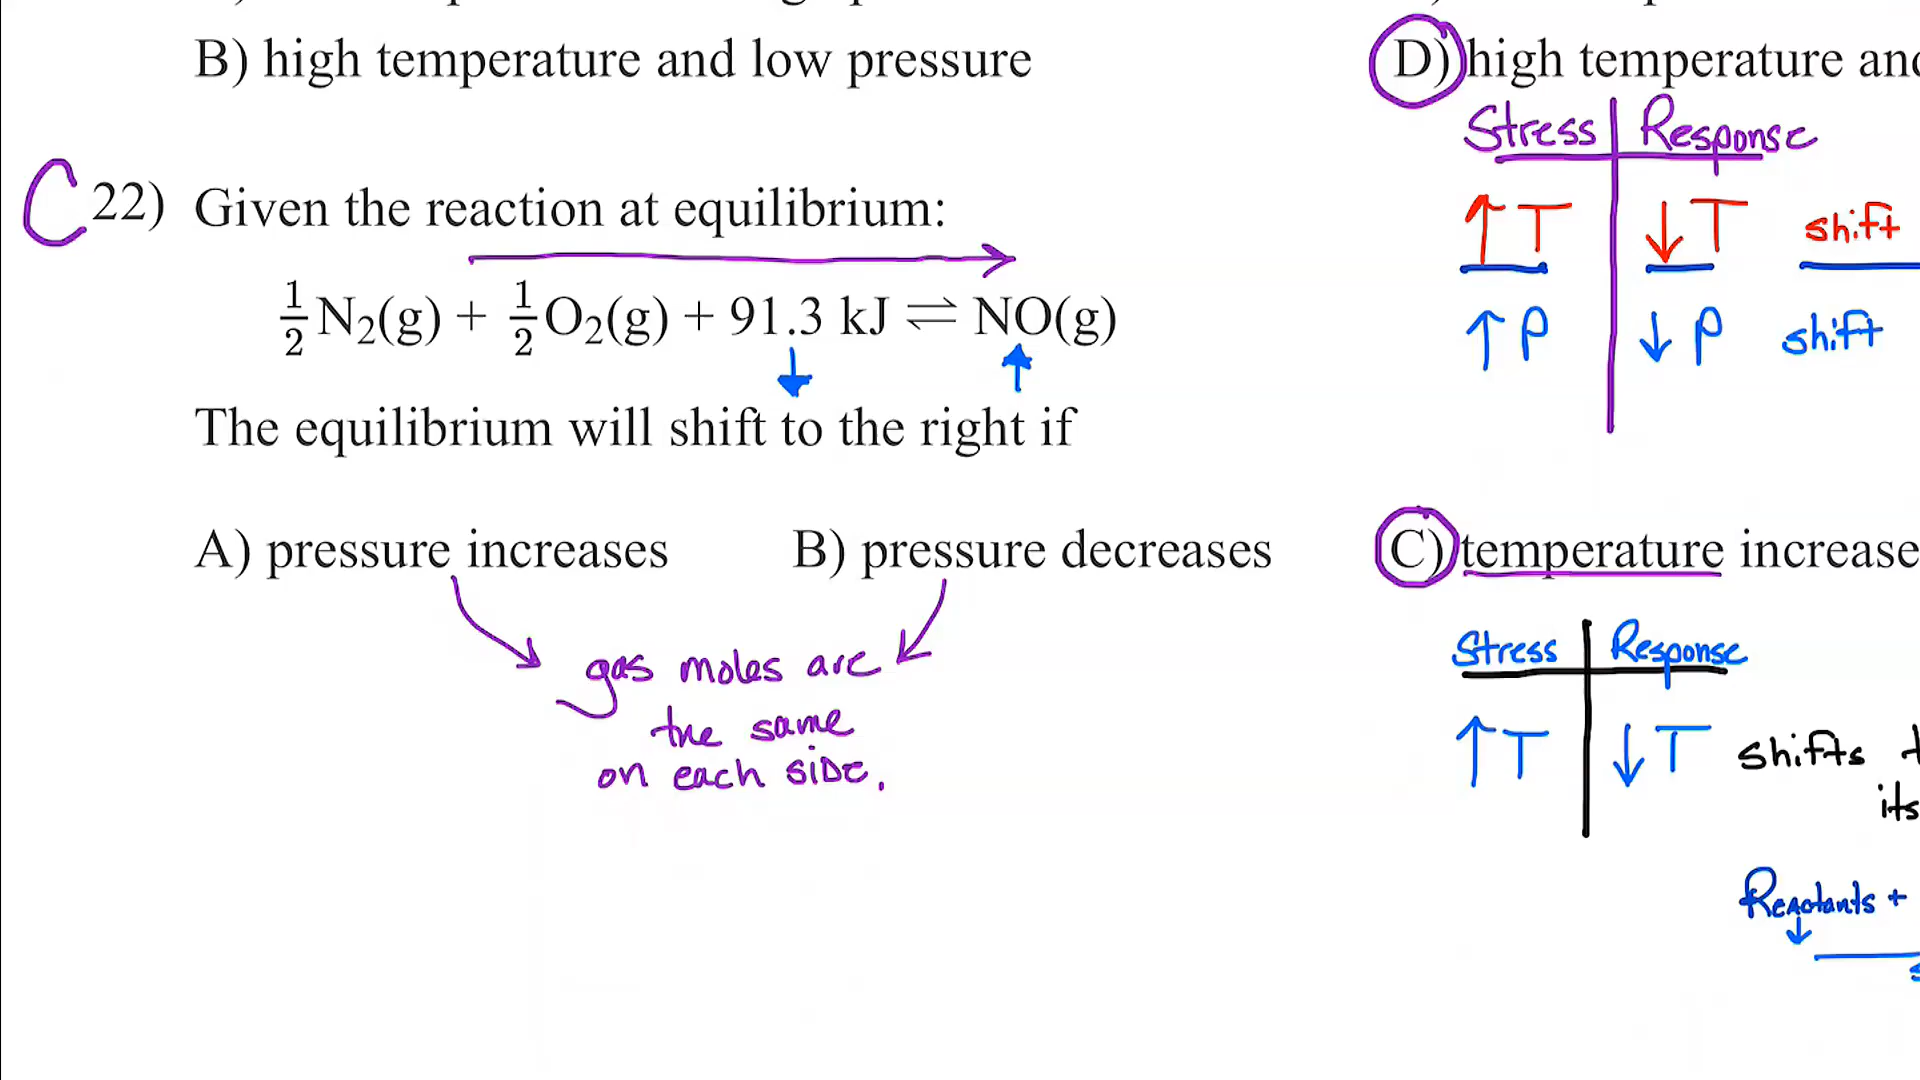 B) high temperature and low pressure
D) high temperature and
Stress | Response
↑ T | ↓ T shift
↑ P | ↓ P shift
C 22) Given the reaction at equilibrium:
½N₂(g) + ½O₂(g) + 91.3 kJ ⇌ NO(g)
The equilibrium will shift to the right if
A) pressure increases
B) pressure decreases
C) temperature increase
gas moles are
the same
on each side.
Stress | Response
↑ T | ↓ T shifts
its
Reactants +